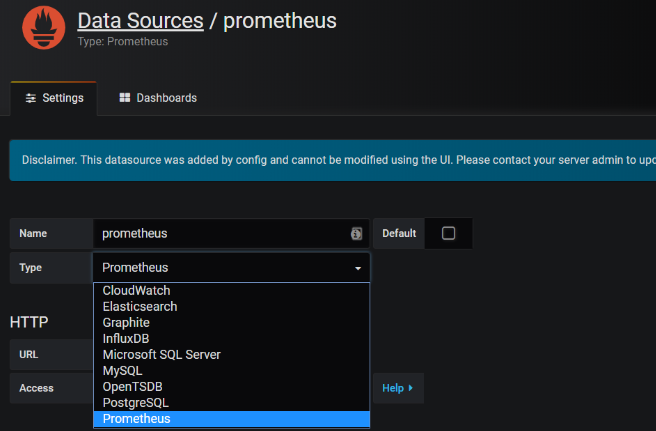 Data Sources / prometheus
Type: Prometheus
Settings Dashboards
Disclaimer. This datasource was added by config and cannot be modified using the UI. Please contact your server admin to upd
Name prometheus Default
Type Prometheus
CloudWatch
Elasticsearch
Graphite
HTTP
InfluxDB
URL
Microsoft SQL Server
MySQL
Access
OpenTSDB
Help
PostgreSQL
Prometheus